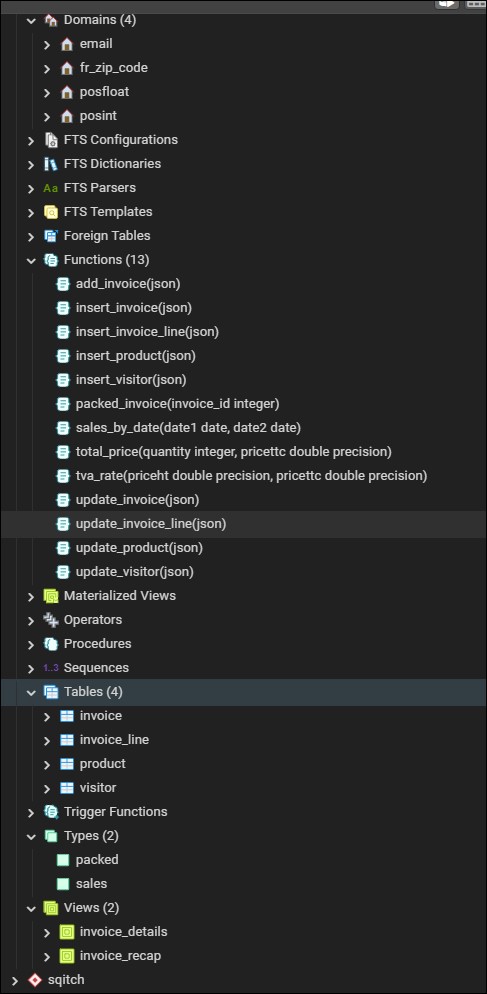 Domains (4)
email
fr_zip_code
posfloat
posint
FTS Configurations
FTS Dictionaries
Aa FTS Parsers
FTS Templates
Foreign Tables
Functions (13)
add_invoice(json)
insert_invoice(json)
insert_invoice_line(json)
insert_product(json)
insert_visitor(json)
packed_invoice(invoice_id integer)
sales_by_date(date1 date, date2 date)
total_price(quantity integer, pricettc double precision)
tva_rate(priceht double precision, pricettc double precision)
update_invoice(json)
update_invoice_line(json)
update_product(json)
update_visitor(json)
Materialized Views
Operators
Procedures
1..3 Sequences
Tables (4)
invoice
invoice_line
product
visitor
Trigger Functions
Types (2)
packed
sales
Views (2)
invoice_details
invoice_recap
sqitch